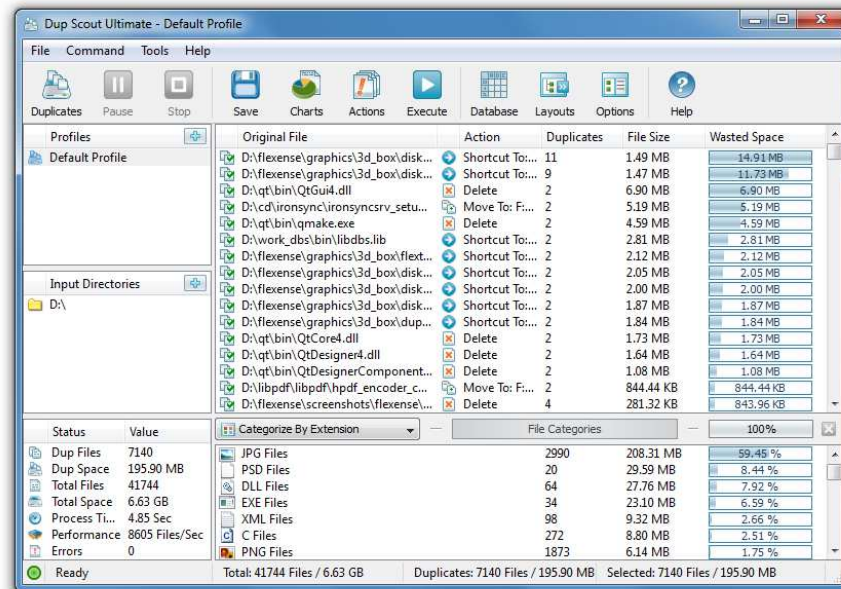 Dup Scout Ultimate - Default Profile
File Command Tools Help
Duplicates Pause Stop Save Charts Actions Execute Database Layouts Options Help
Profiles
Default Profile
Input Directories
D:\
Original File Action Duplicates File Size Wasted Space
D:\flexense\graphics\3d_box\disk... Shortcut To:... 11 1.49 MB 14.91 MB
D:\flexense\graphics\3d_box\disk... Shortcut To:... 9 1.47 MB 11.73 MB
D:\qt\bin\QtGui4.dll Delete 2 6.90 MB 6.90 MB
D:\cd\ironsync\ironsyncsrv_setu... Move To: F:... 2 5.19 MB 5.19 MB
D:\qt\bin\qmake.exe Delete 2 4.59 MB 4.59 MB
D:\work_dbs\bin\libdbs.lib Shortcut To:... 2 2.81 MB 2.81 MB
D:\flexense\graphics\3d_box\flext... Shortcut To:... 2 2.12 MB 2.12 MB
D:\flexense\graphics\3d_box\disk... Shortcut To:... 2 2.05 MB 2.05 MB
D:\flexense\graphics\3d_box\disk... Shortcut To:... 2 2.00 MB 2.00 MB
D:\flexense\graphics\3d_box\disk... Shortcut To:... 2 1.87 MB 1.87 MB
D:\flexense\graphics\3d_box\dup... Shortcut To:... 2 1.84 MB 1.84 MB
D:\qt\bin\QtCore4.dll Delete 2 1.73 MB 1.73 MB
D:\qt\bin\QtDesigner4.dll Delete 2 1.64 MB 1.64 MB
D:\qt\bin\QtDesignerComponent... Delete 2 1.08 MB 1.08 MB
D:\libpdf\libpdf\hpdf_encoder_c... Move To: F:... 2 844.44 KB 844.44 KB
D:\flexense\screenshots\flexense\... Delete 4 281.32 KB 843.96 KB
Status Value
Dup Files 7140
Dup Space 195.90 MB
Total Files 41744
Total Space 6.63 GB
Process Ti... 4.85 Sec
Performance 8605 Files/Sec
Errors 0
Categorize By Extension File Categories 100%
JPG Files 2990 208.31 MB 59.45 %
PSD Files 20 29.59 MB 8.44 %
DLL Files 64 27.76 MB 7.92 %
EXE Files 34 23.10 MB 6.59 %
XML Files 98 9.32 MB 2.66 %
C Files 272 8.80 MB 2.51 %
PNG Files 1873 6.14 MB 1.75 %
Ready Total: 41744 Files / 6.63 GB Duplicates: 7140 Files / 195.90 MB Selected: 7140 Files / 195.90 MB